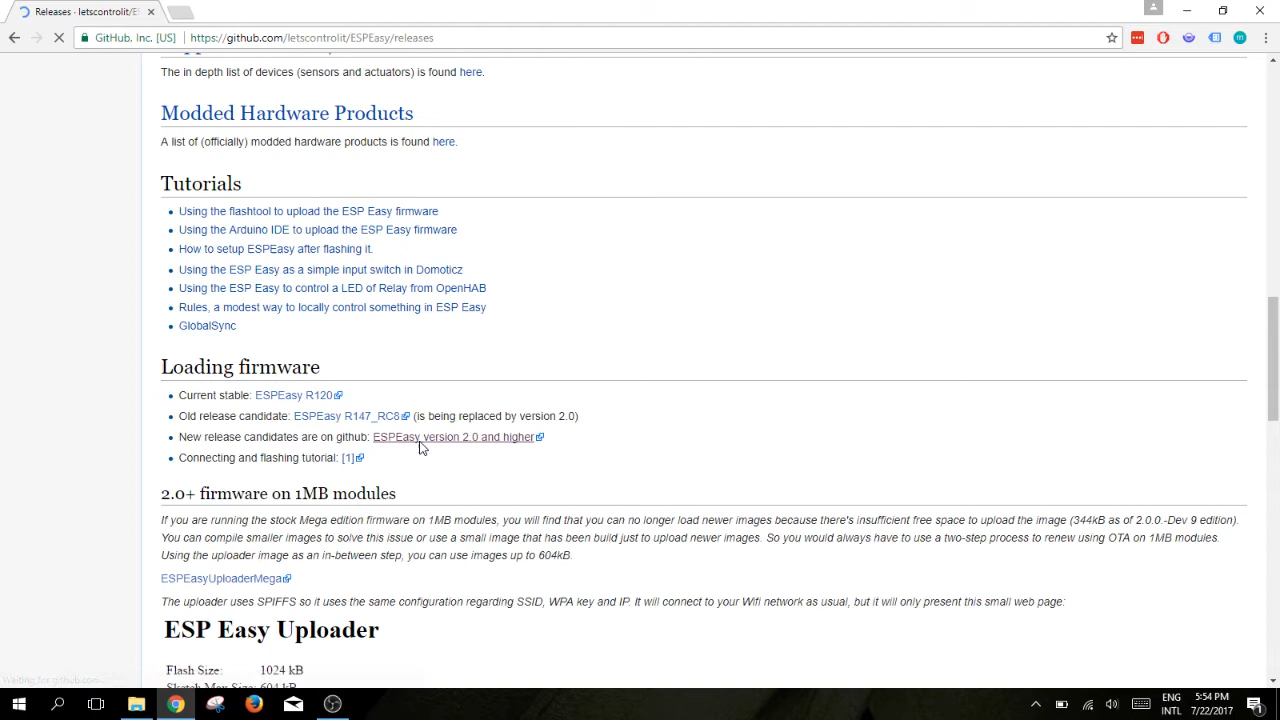 Releases - letscontrolit/ES
GitHub, Inc. [US] https://github.com/letscontrolit/ESPEasy/releases
The in depth list of devices (sensors and actuators) is found here.
Modded Hardware Products
A list of (officially) modded hardware products is found here.
Tutorials
Using the flashtool to upload the ESP Easy firmware
Using the Arduino IDE to upload the ESP Easy firmware
How to setup ESPEasy after flashing it.
Using the ESP Easy as a simple input switch in Domoticz
Using the ESP Easy to control a LED of Relay from OpenHAB
Rules, a modest way to locally control something in ESP Easy
GlobalSync
Loading firmware
Current stable: ESPEasy R120
Old release candidate: ESPEasy R147_RC8 (is being replaced by version 2.0)
New release candidates are on github: ESPEasy version 2.0 and higher
Connecting and flashing tutorial: [1]
2.0+ firmware on 1MB modules
If you are running the stock Mega edition firmware on 1MB modules, you will find that you can no longer load newer images because there's insufficient free space to upload the image (344kB as of 2.0.0.-Dev 9 edition).
You can compile smaller images to solve this issue or use a small image that has been build just to upload newer images. So you would always have to use a two-step process to renew using OTA on 1MB modules.
Using the uploader image as an in-between step, you can use images up to 604kB.
ESPEasyUploaderMega
The uploader uses SPIFFS so it uses the same configuration regarding SSID, WPA key and IP. It will connect to your Wifi network as usual, but it will only present this small web page:
ESP Easy Uploader
Flash Size: 1024 kB
Sketch Max Size: 604 kB
Waiting for github.com...
ENG
INTL
5:54 PM
7/22/2017